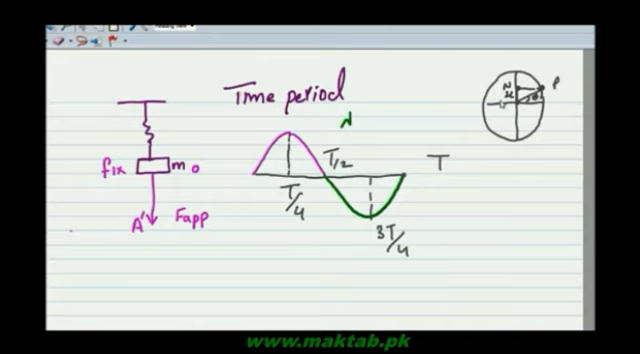 Time period
N
P
N
x
θ
T/2
T
fix
m o
T/4
A'
Fapp
3T/4
www.maktab.pk